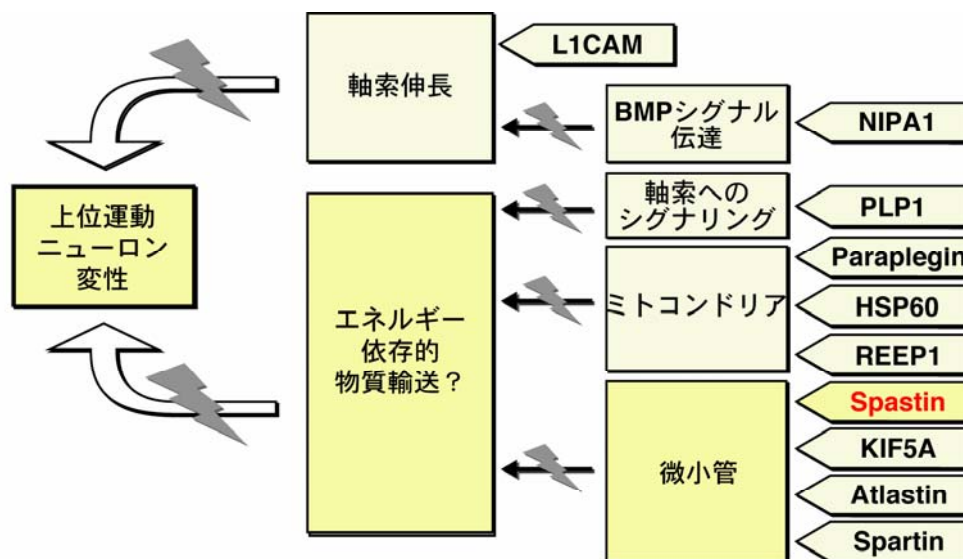 軸索伸長
L1CAM
BMPシグナル
伝達
NIPA1
軸索への
シグナリング
PLP1
上位運動
ニューロン
変性
エネルギー
依存的
物質輸送？
ミトコンドリア
Paraplegin
HSP60
REEP1
微小管
Spastin
KIF5A
Atlastin
Spartin